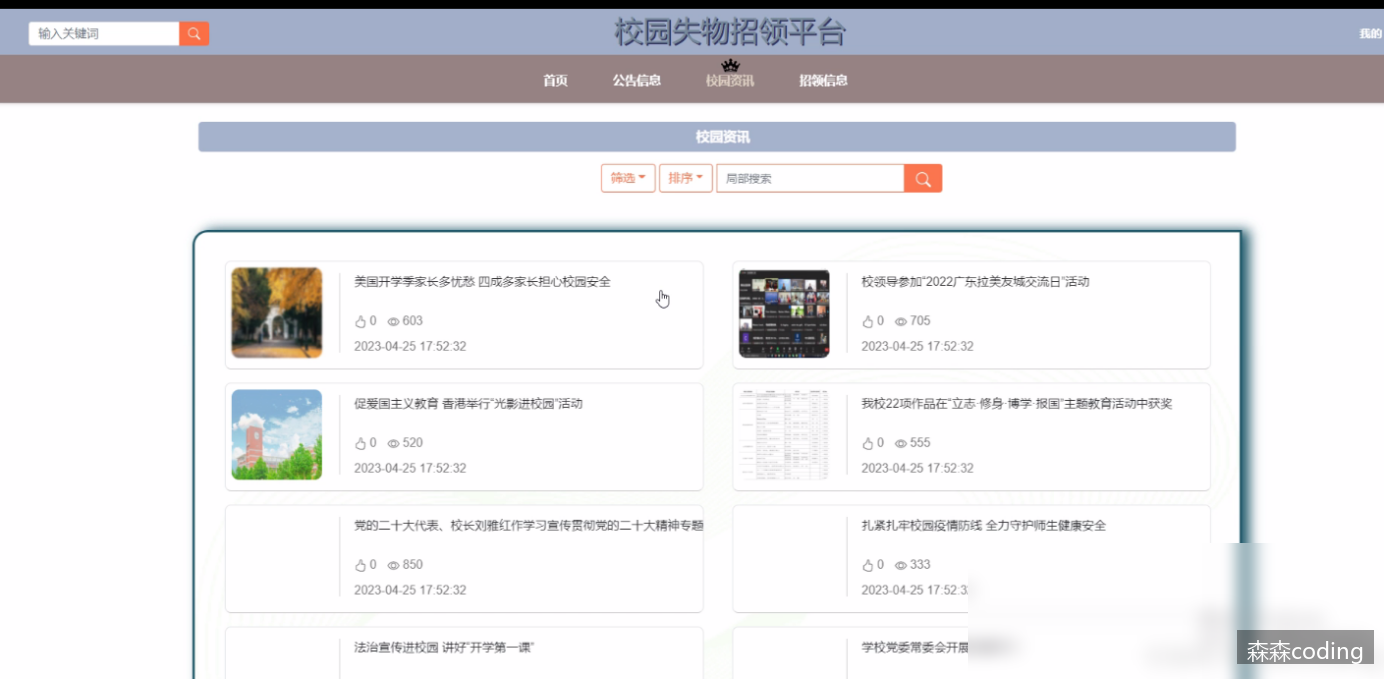 输入关键词
校园失物招领平台
我的
首页
公告信息
校园资讯
招领信息
校园资讯
筛选
排序
局部搜索
美国开学季家长多忧愁 四成多家长担心校园安全
0 603
2023-04-25 17:52:32
校领导参加“2022广东拉美友城交流日”活动
0 705
2023-04-25 17:52:32
促爱国主义教育 香港举行“光影进校园”活动
0 520
2023-04-25 17:52:32
我校22项作品在“立志·修身·博学·报国”主题教育活动中获奖
0 555
2023-04-25 17:52:32
党的二十大代表、校长刘雅红作学习宣传贯彻党的二十大精神专题
0 850
2023-04-25 17:52:32
扎紧扎牢校园疫情防线 全力守护师生健康安全
0 333
2023-04-25 17:52:3
法治宣传进校园 讲好“开学第一课”
学校党委常委会开展
森森coding